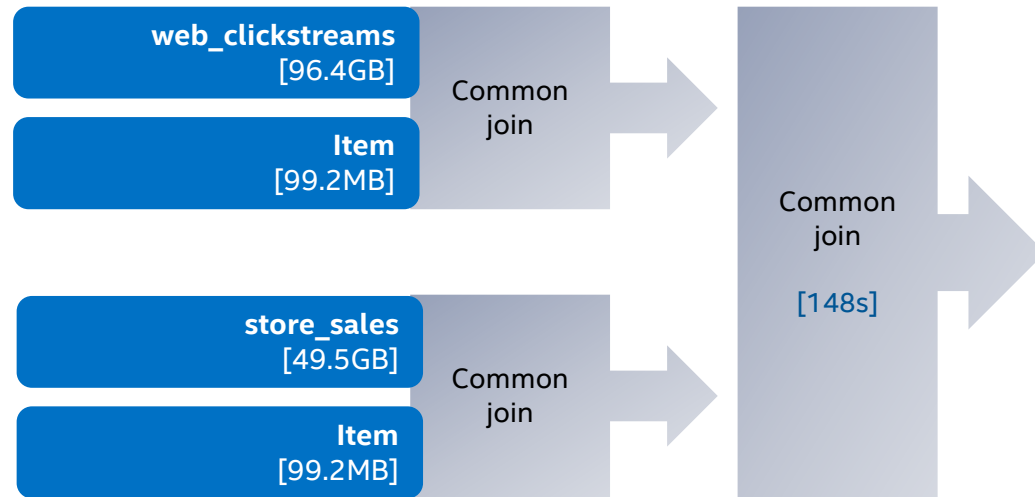 web_clickstreams
[96.4GB]
Item
[99.2MB]
Common
join
store_sales
[49.5GB]
Item
[99.2MB]
Common
join
Common
join
[148s]